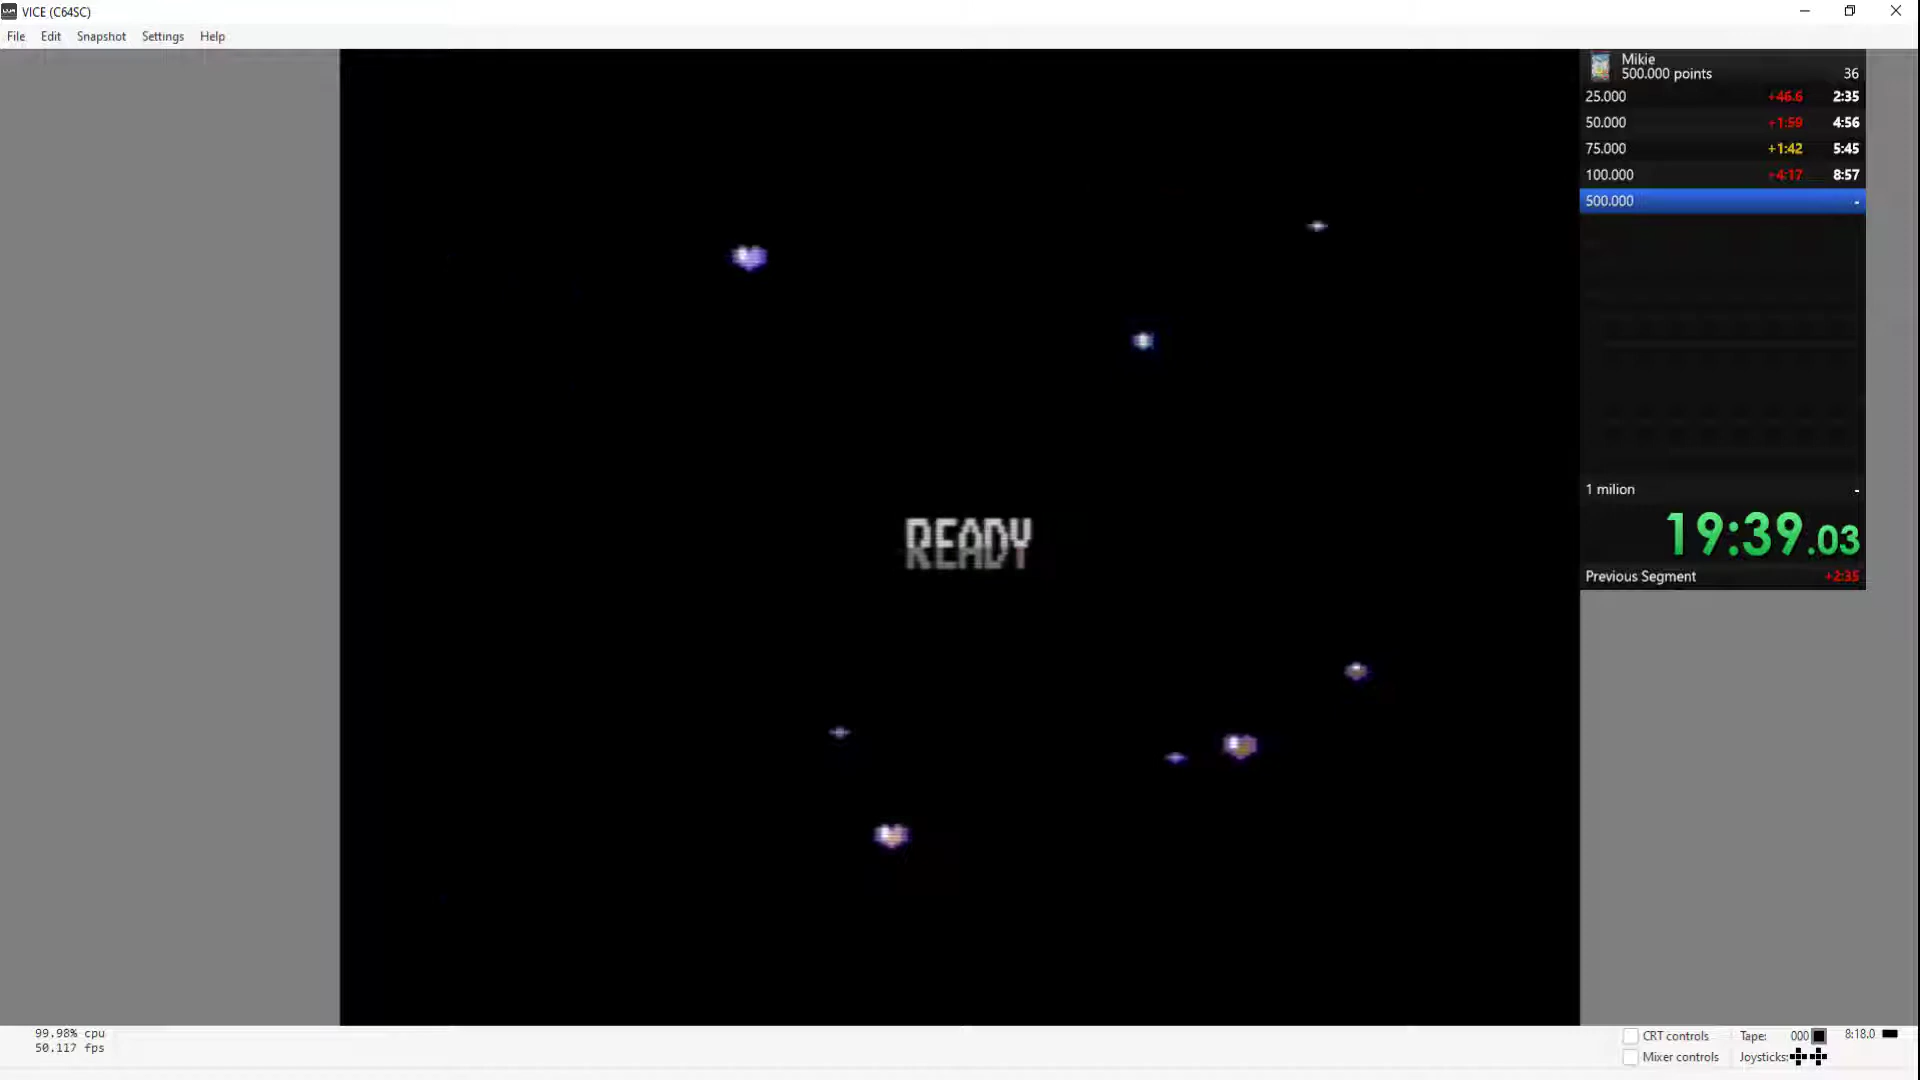 VICE (C64SC)
File Edit Snapshot Settings Help
Mikie
500.000 points 36
25.000 +46.6 2:35
50.000 +1:59 4:56
75.000 +1:42 5:45
100.000 +4:17 8:57
500.000 -
READY
1 milion -
19:39.03
Previous Segment +2:35
99.98% cpu
50.117 fps
CRT controls Tape: 000 8:18.0
Mixer controls Joysticks: